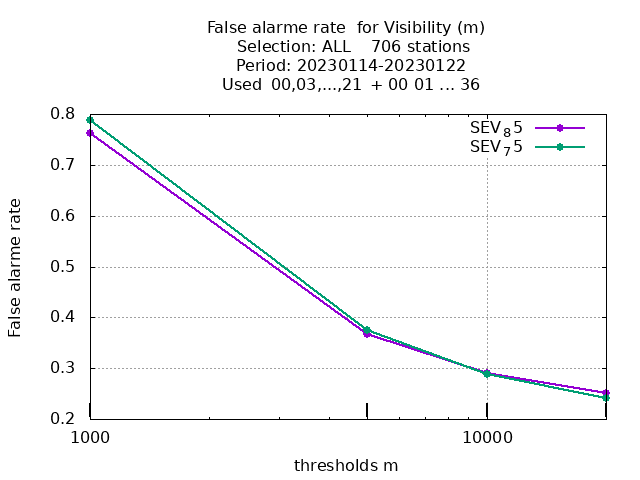 False alarme rate  for Visibility (m)
Selection: ALL    706 stations
Period: 20230114-20230122
Used  00,03,...,21  + 00 01 ... 36
SEV₈5
SEV₇5
0.8
0.7
0.6
0.5
0.4
0.3
0.2
False alarme rate
1000
10000
thresholds m